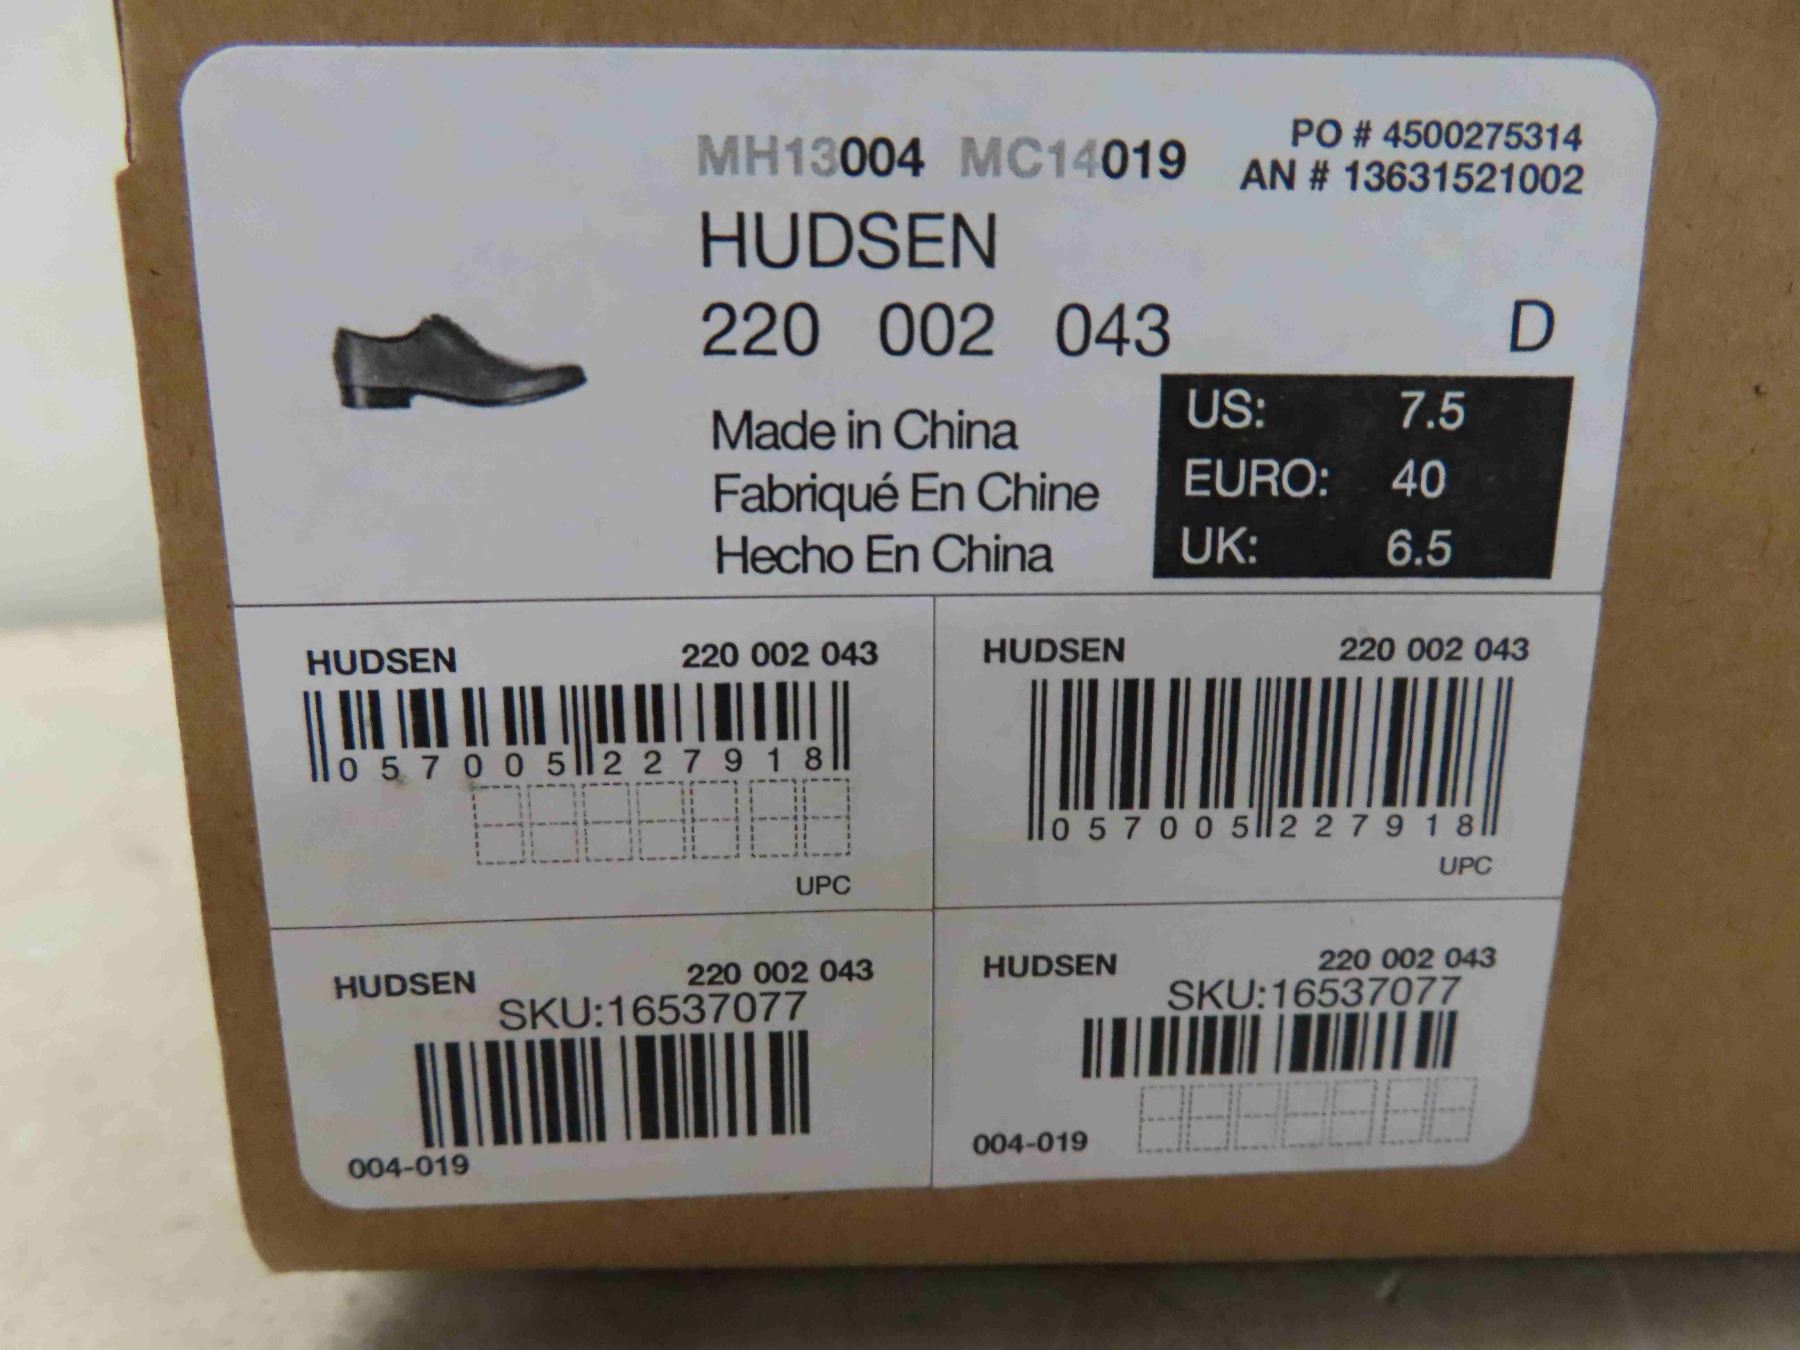 MH13004 MC14019
PO # 4500275314
AN # 13631521002
HUDSEN
220 002 043 D
Made in China
Fabriqué En Chine
Hecho En China
US: 7.5
EURO: 40
UK: 6.5
HUDSEN 220 002 043
0 57005 22791 8
UPC
HUDSEN 220 002 043
0 57005 22791 8
UPC
HUDSEN 220 002 043
SKU:16537077
004-019
HUDSEN 220 002 043
SKU:16537077
004-019